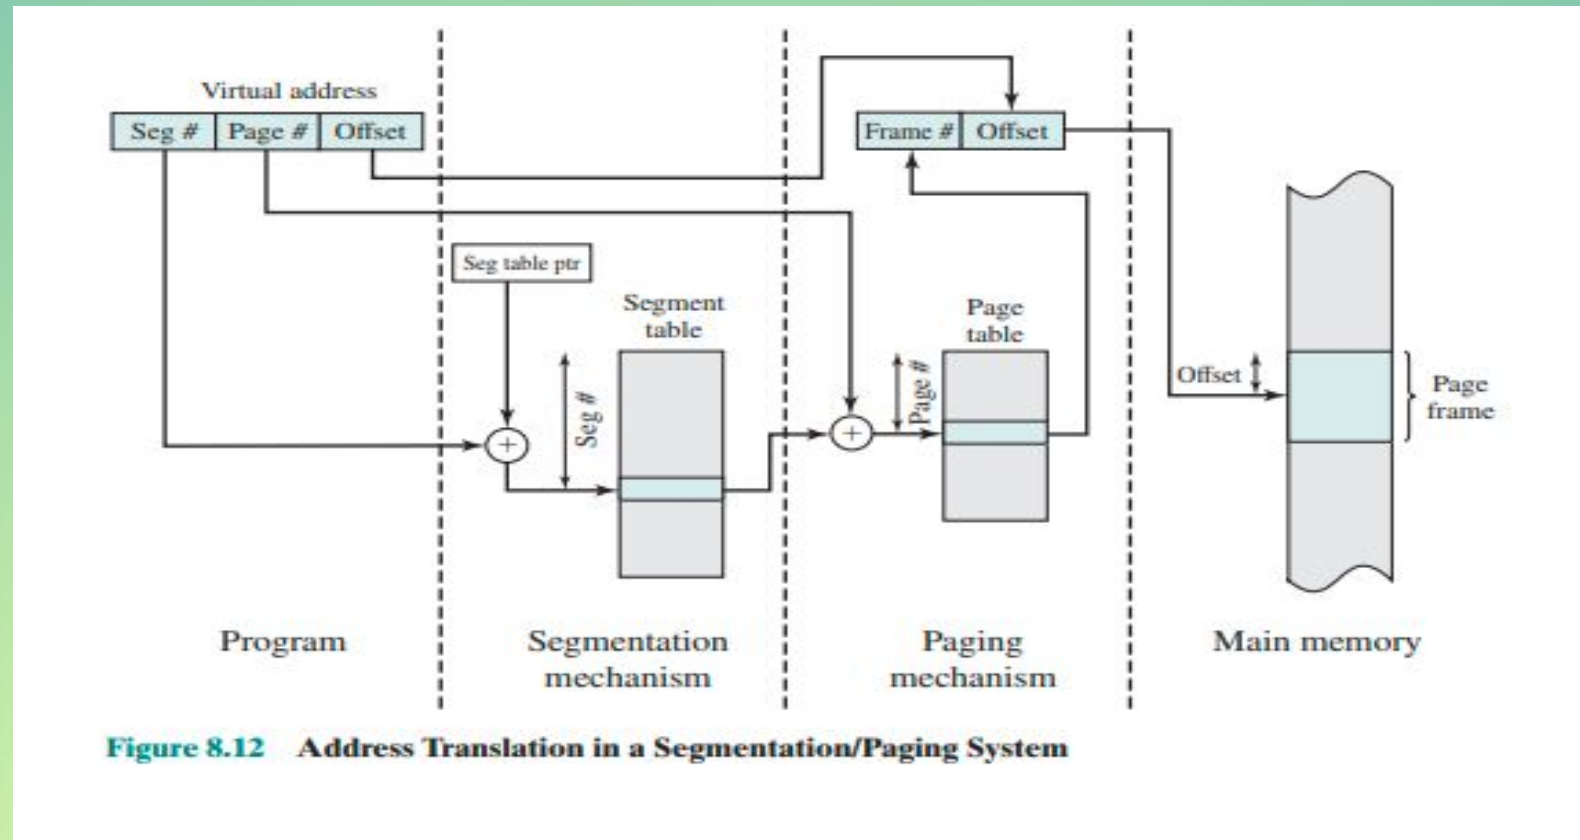 Virtual address
Seg # Page # Offset
Frame # Offset
Seg table ptr
Segment
table
Page
table
Seg #
Page #
+
+
Offset
Page
frame
Program
Segmentation
mechanism
Paging
mechanism
Main memory
Figure 8.12 Address Translation in a Segmentation/Paging System